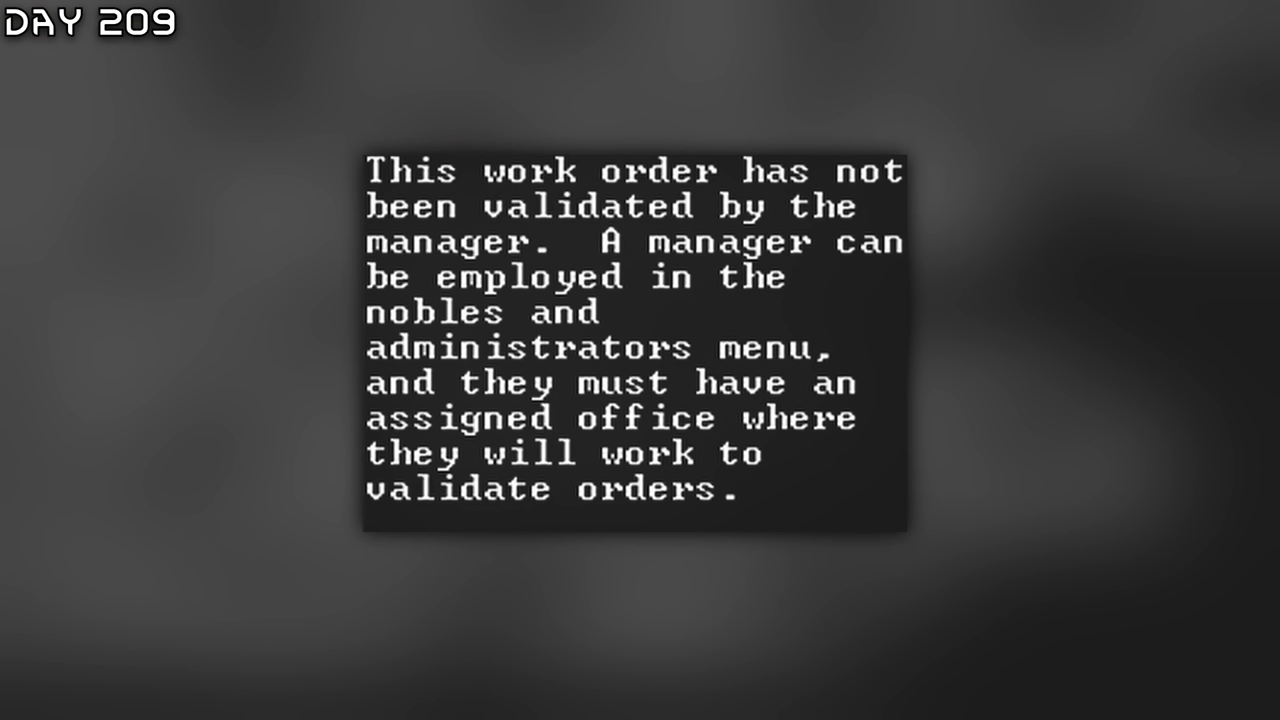 DAY 209
This work order has not
been validated by the
manager.  A manager can
be employed in the
nobles and
administrators menu,
and they must have an
assigned office where
they will work to
validate orders.